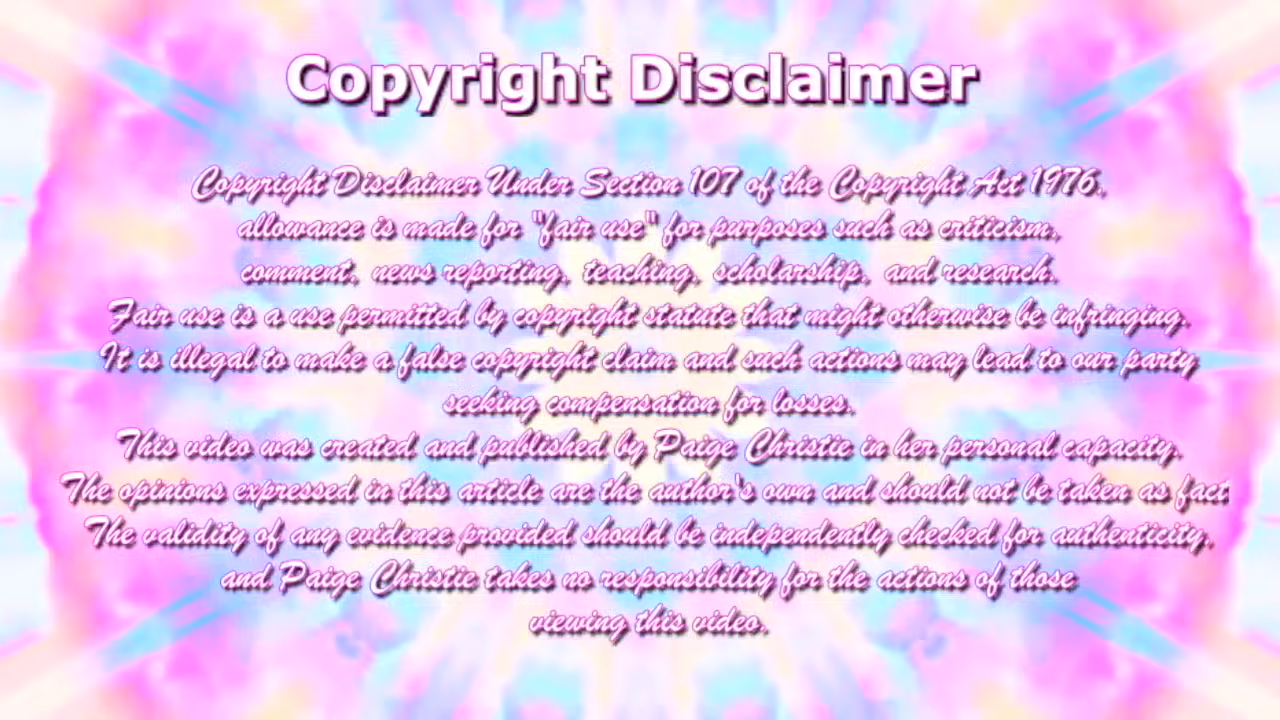 Copyright Disclaimer
Copyright Disclaimer Under Section 107 of the Copyright Act 1976,
allowance is made for "fair use" for purposes such as criticism,
comment, news reporting, teaching, scholarship, and research.
Fair use is a use permitted by copyright statute that might otherwise be infringing.
It is illegal to make a false copyright claim and such actions may lead to our party
seeking compensation for losses.
This video was created and published by Paige Christie in her personal capacity.
The opinions expressed in this article are the author's own and should not be taken as fact
The validity of any evidence provided should be independently checked for authenticity,
and Paige Christie takes no responsibility for the actions of those
viewing this video.